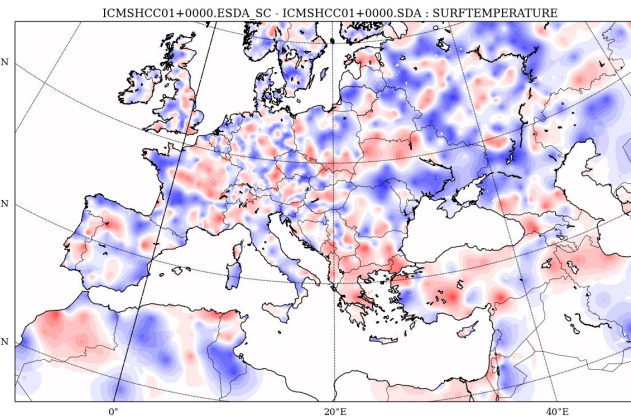 ICMSHCC01+0000.ESDA_SC - ICMSHCC01+0000.SDA : SURFTEMPERATURE
N
N
N
0° 20°E 40°E